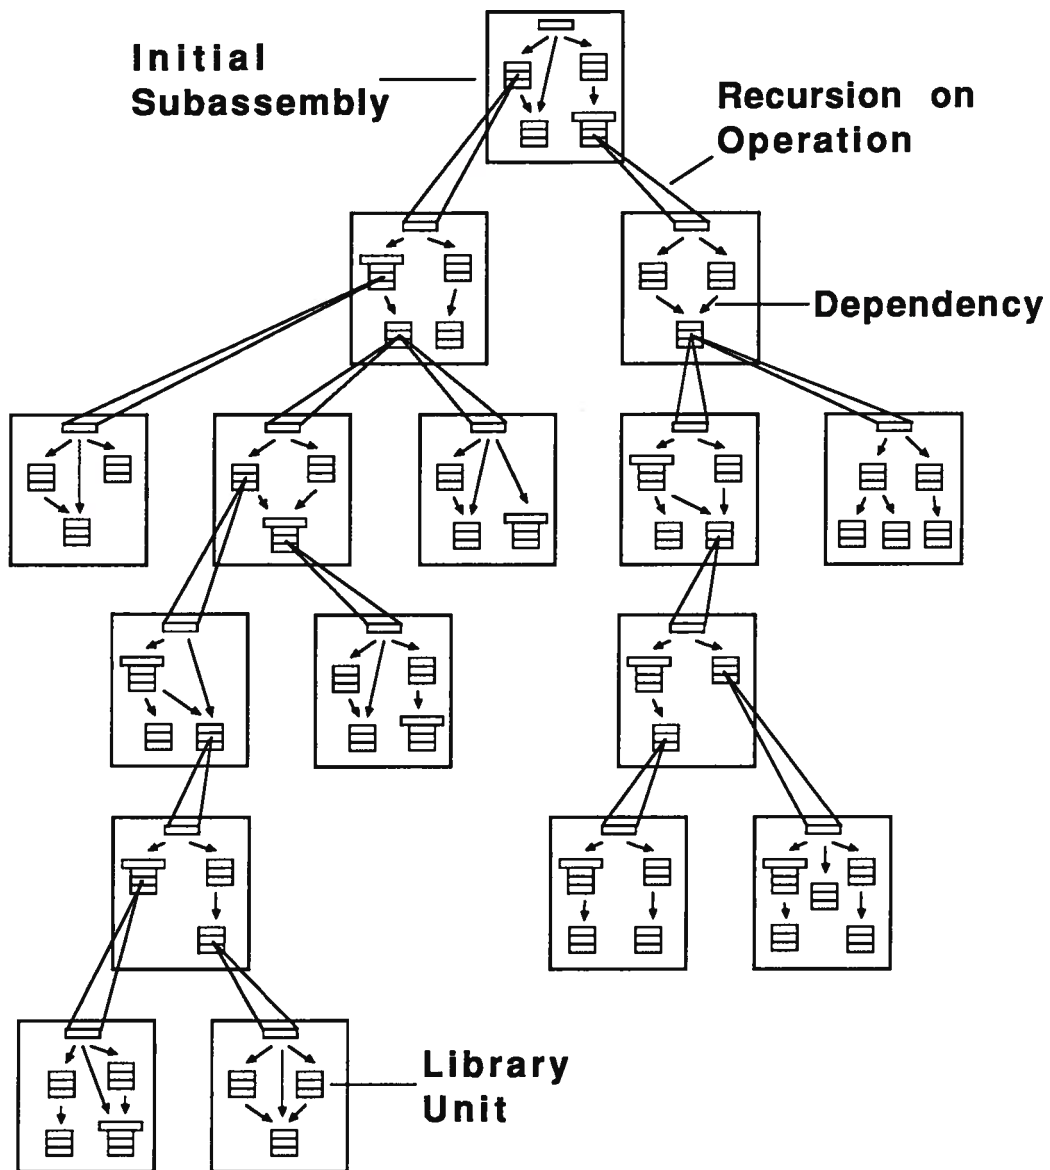 Initial
Subassembly
Recursion on
Operation
Dependency
Library
Unit